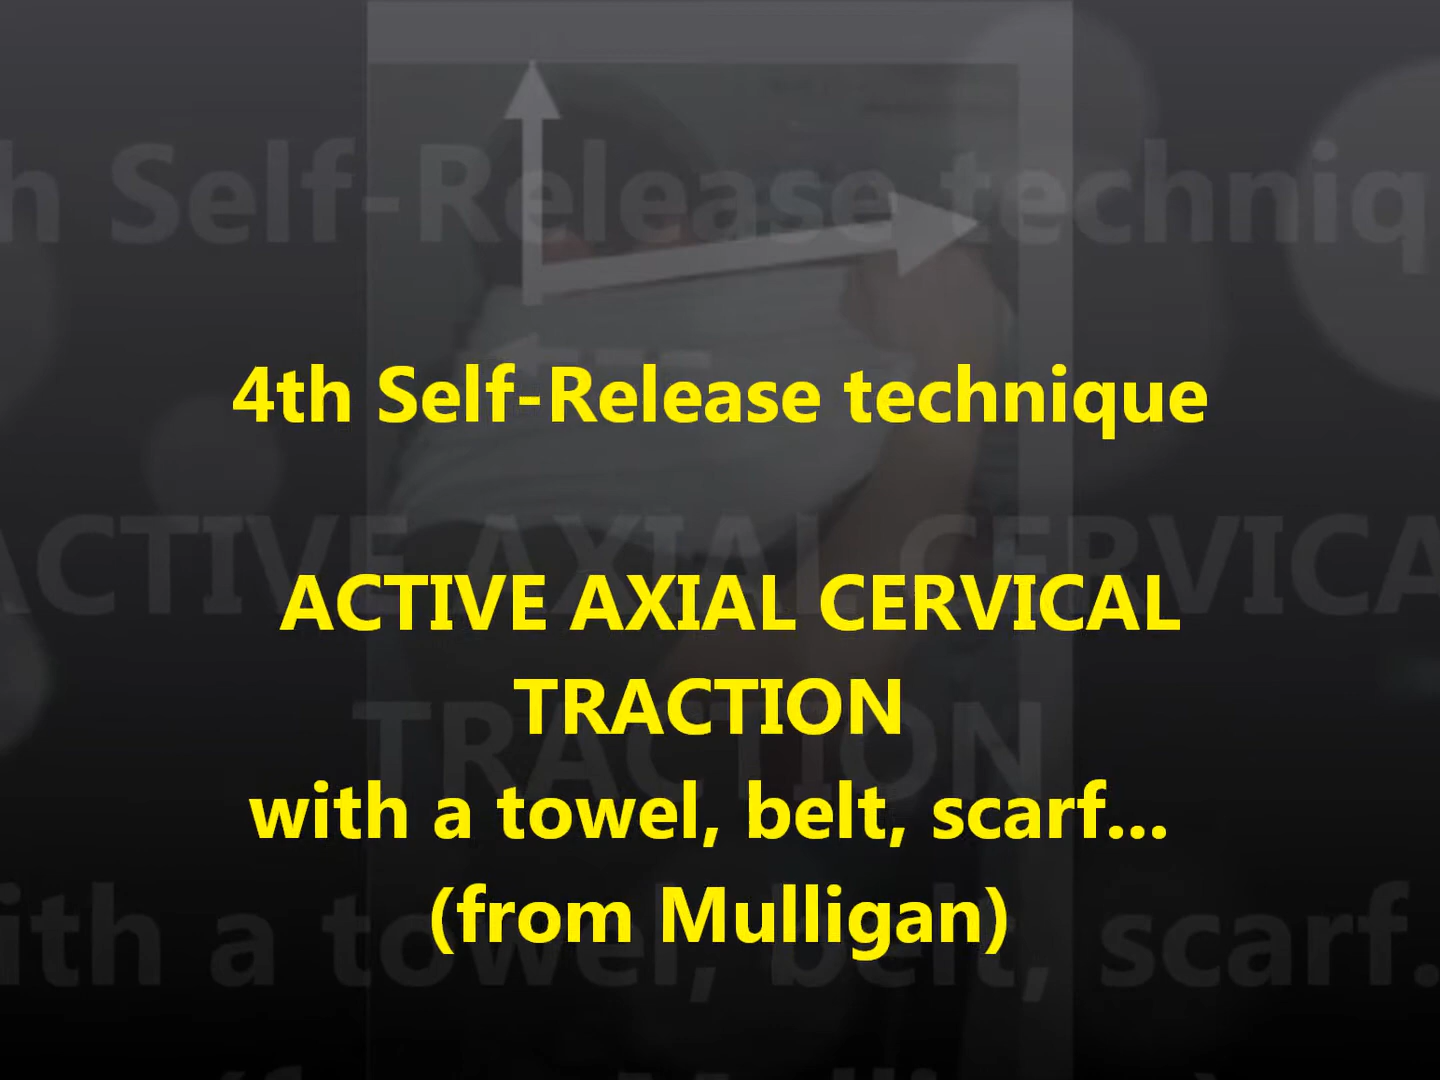 4th Self-Release technique
ACTIVE AXIAL CERVICAL
TRACTION
with a towel, belt, scarf...
(from Mulligan)